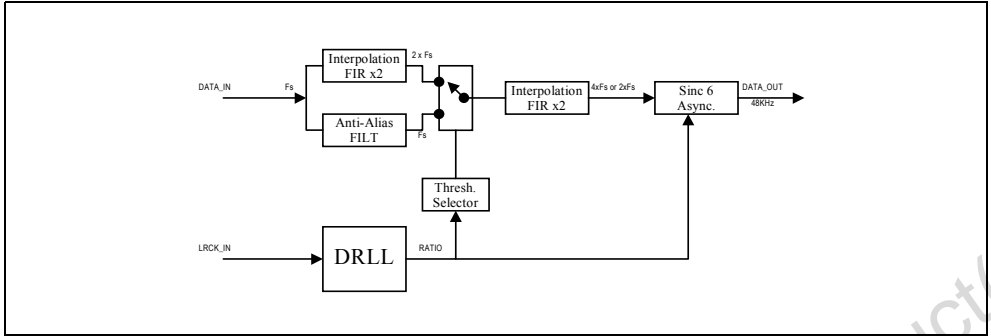 Interpolation
FIR x2
2 x Fs
DATA_IN
Fs
Anti-Alias
FILT
Fs
Interpolation
FIR x2
4xFs or 2xFs
Sinc 6
Async.
DATA_OUT
48KHz
Thresh.
Selector
LRCK_IN
DRLL
RATIO